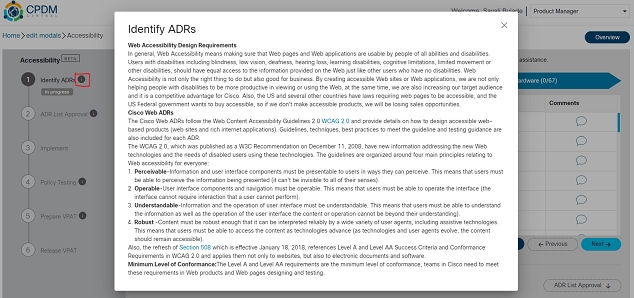 CPDM
CENTRAL
Welcome, Savali Bujade
Product Manager
Home > edit modals > Accessibility
Overview
Accessibility BETA
1 Identify ADRs
In progress
2 ADR List Approval
3 Implement
4 Policy Testing
5 Prepare VPAT
6 Release VPAT
Identify ADRs
Web Accessibility Design Requirements
In general, Web Accessibility means making sure that Web pages and Web applications are usable by people of all abilities and disabilities.
Users with disabilities including blindness, low vision, deafness, hearing loss, learning disabilities, cognitive limitations, limited movement or
other disabilities, should have equal access to the information provided on the Web just like other users who have no disabilities. Web
Accessibility is not only the right thing to do but also good for business. By creating accessible Web sites or Web applications, we are not only
helping people with disabilities to be more productive in viewing or using the Web, at the same time, we are also increasing our target audience
and it is a competitive advantage for Cisco. Also, the US and several other countries have laws requiring web pages to be accessible, and the
US Federal government wants to buy accessible, so if we don't make accessible products, we will be losing sales opportunities.
Cisco Web ADRs
The Cisco Web ADRs follow the Web Content Accessibility Guidelines 2.0 WCAG 2.0 and provide details on how to design accessible web-
based products (web sites and rich internet applications). Guidelines, techniques, best practices to meet the guideline and testing guidance are
also included for each ADR.
The WCAG 2.0, which was published as a W3C Recommendation on December 11, 2008, have new information addressing the new Web
technologies and the needs of disabled users using these technologies. The guidelines are organized around four main principles relating to
Web accessibility for everyone:
1. Perceivable-Information and user interface components must be presentable to users in ways they can perceive. This means that users must
be able to perceive the information being presented (it can't be invisible to all of their senses).
2. Operable-User interface components and navigation must be operable. This means that users must be able to operate the interface (the
interface cannot require interaction that a user cannot perform).
3. Understandable-Information and the operation of user interface must be understandable. This means that users must be able to understand
the information as well as the operation of the user interface (the content or operation cannot be beyond their understanding).
4. Robust -Content must be robust enough that it can be interpreted reliably by a wide variety of user agents, including assistive technologies.
This means that users must be able to access the content as technologies advance (as technologies and user agents evolve, the content
should remain accessible).
Also, the refresh of Section 508 which is effective January 18, 2018, references Level A and Level AA Success Criteria and Conformance
Requirements in WCAG 2.0 and applies them not only to websites, but also to electronic documents and software.
Minimum Level of Conformance:The Level A and Level AA requirements are the minimum level of conformance, teams in Cisco need to meet
these requirements in Web products and Web pages designing and testing.
assistance.
ardware (0/67)
Comments
← Previous
Next →
ADR List Approval ↓